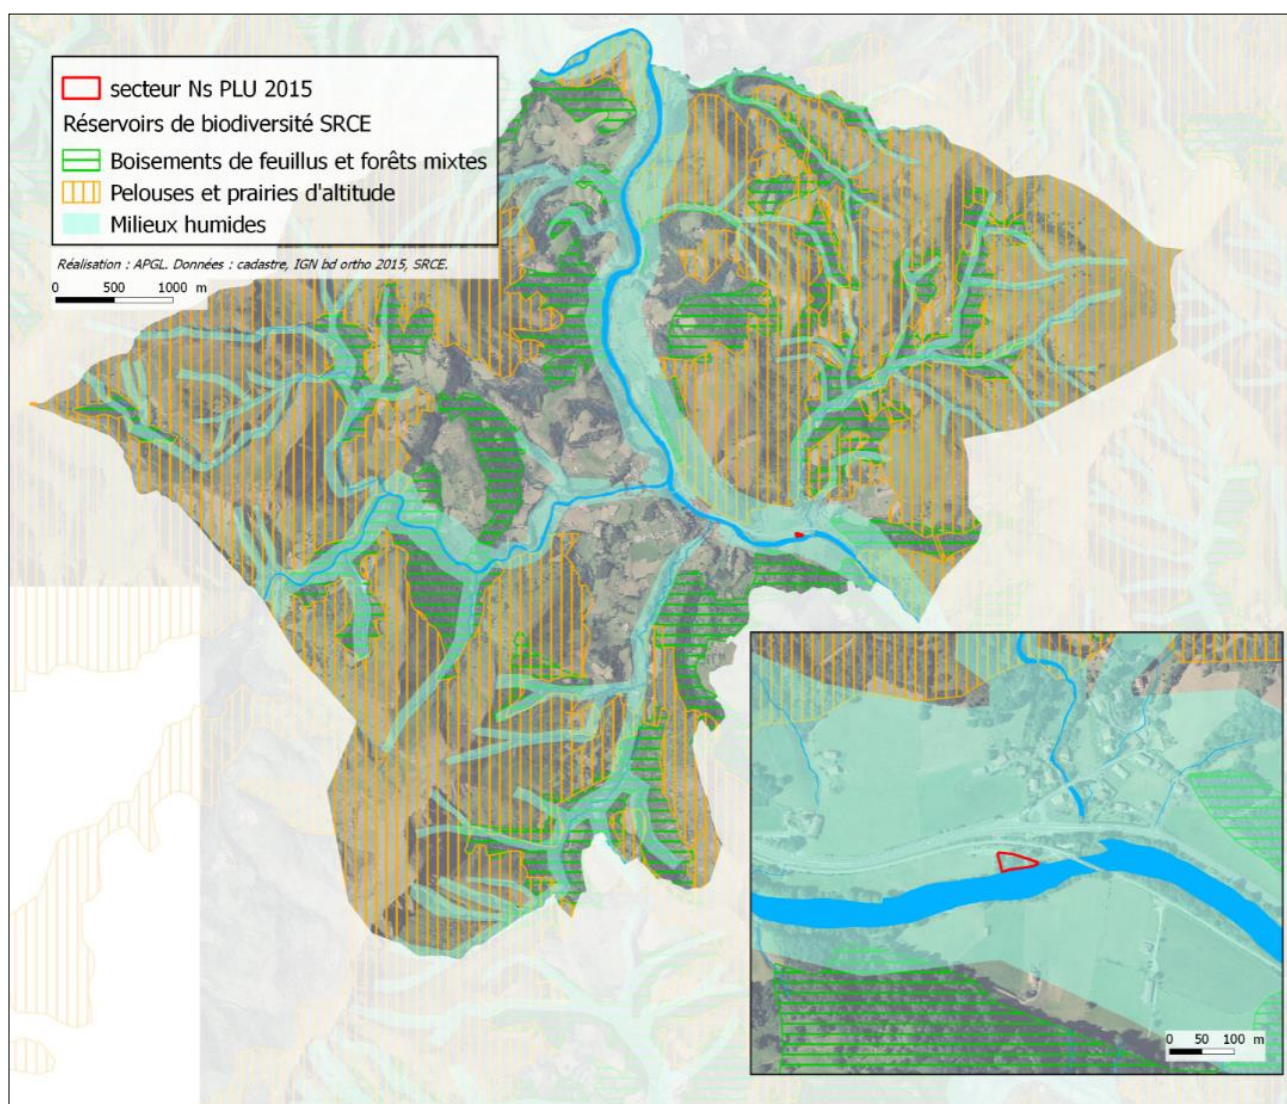 secteur Ns PLU 2015
Réservoirs de biodiversité SRCE
Boisements de feuillus et forêts mixtes
Pelouses et prairies d'altitude
Milieux humides
Réalisation : APGL. Données : cadastre, IGN bd ortho 2015, SRCE.
0 500 1000 m
0 50 100 m